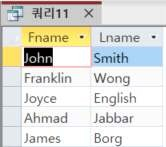 쿼리11 ×
Fname Lname
John Smith
Franklin Wong
Joyce English
Ahmad Jabbar
James Borg